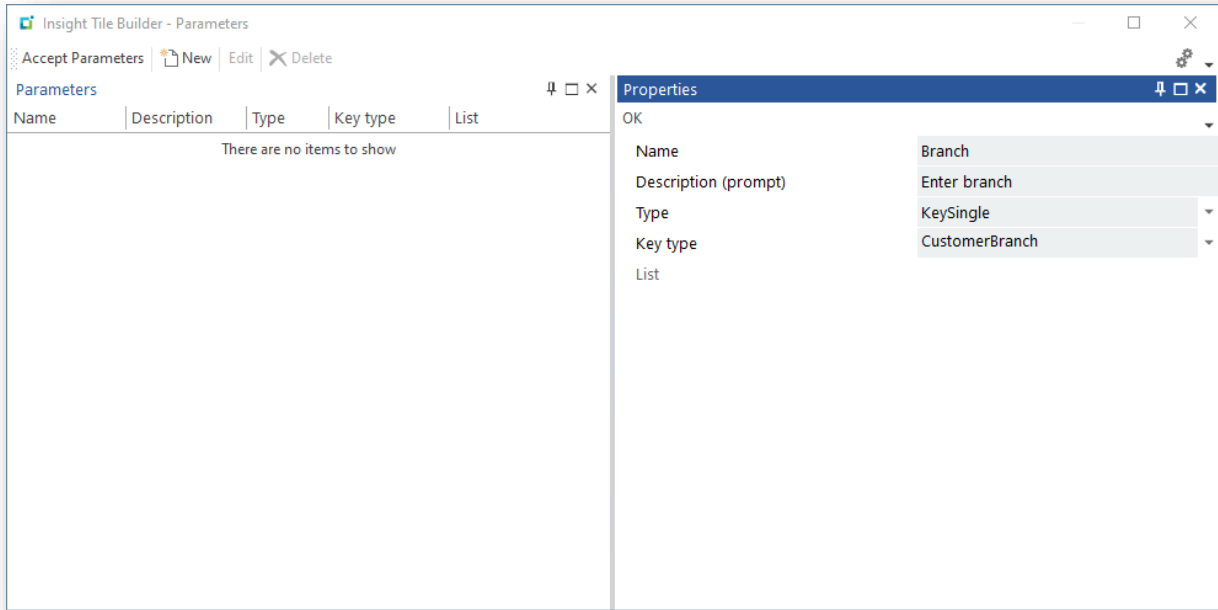 Insight Tile Builder - Parameters
Accept Parameters New Edit Delete
Parameters
Name Description Type Key type List
There are no items to show
Properties
OK
Name Branch
Description (prompt) Enter branch
Type KeySingle
Key type CustomerBranch
List